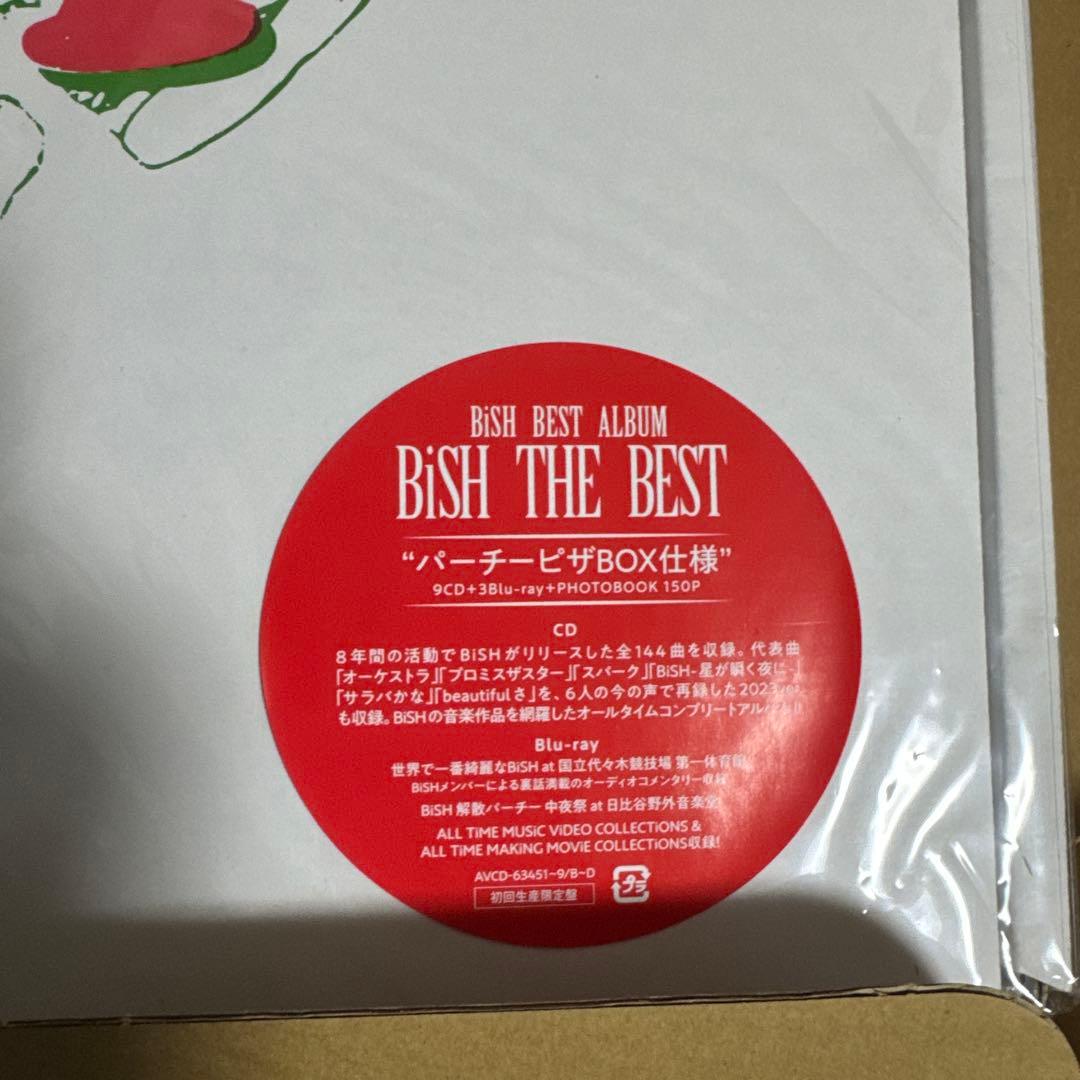 BiSH BEST ALBUM
BiSH THE BEST
“パーチーピザBOX仕様”
9CD+3Blu-ray+PHOTOBOOK 150P
CD
8年間の活動でBiSHがリリースした全144曲を収録。代表曲
「オーケストラ」「プロミスザスター」「スパーク」「BiSH-星が瞬く夜に-」
「サラバかな」「beautifulさ」を、6人の今の声で再録した2023
も収録。BiSHの音楽作品を網羅したオールタイムコンプリートアルバム!!
Blu-ray
世界で一番綺麗なBiSH at 国立代々木競技場 第一体育館
BiSHメンバーによる裏話満載のオーディオコメンタリー収録
BiSH 解散パーチー 中夜祭 at 日比谷野外音楽堂
ALL TiME MUSiC ViDEO COLLECTiONS &
ALL TiME MAKiNG MOViE COLLECTiONS収録!
AVCD-63451~9/B~D
初回生産限定盤
プラ